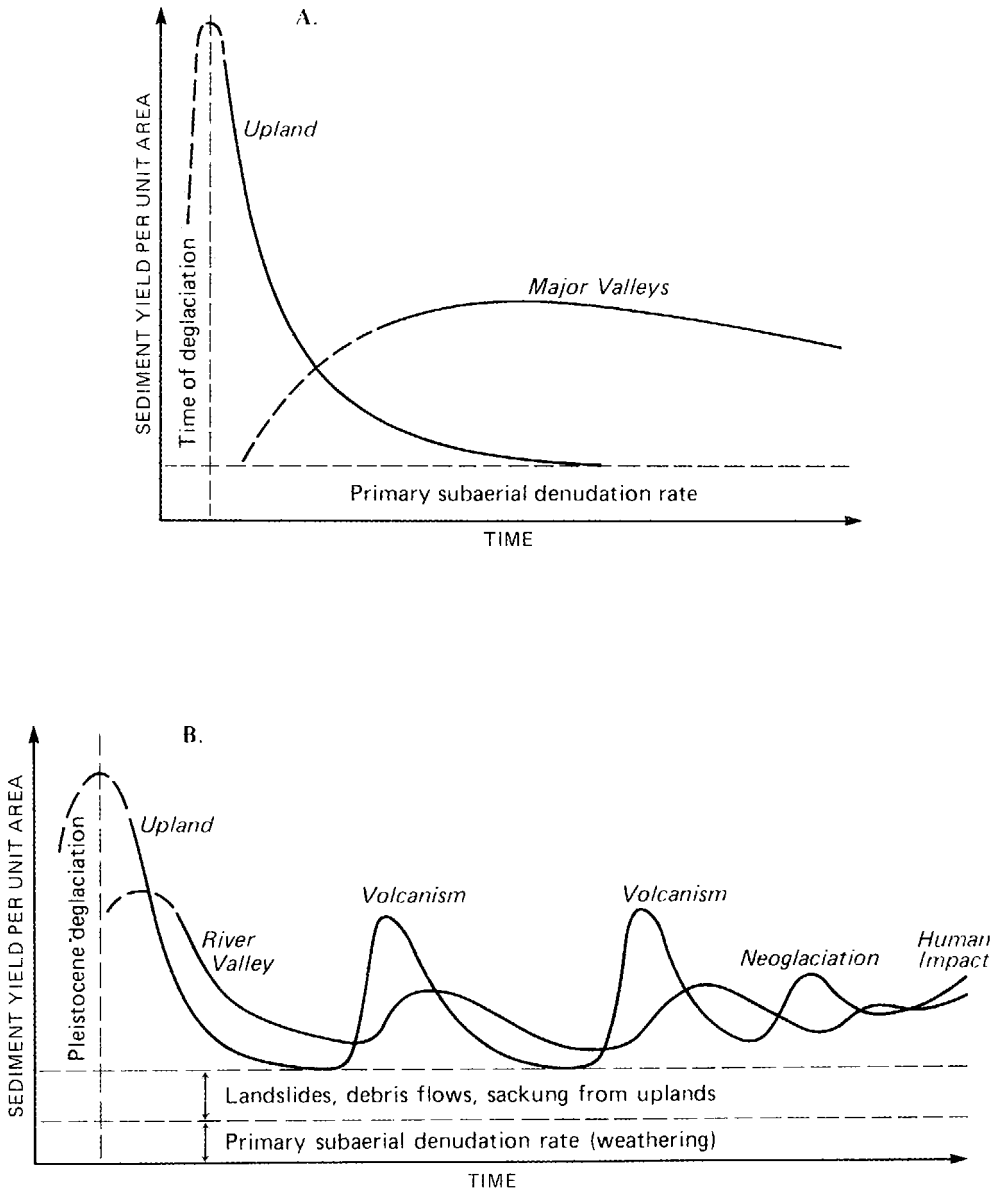 A.
SEDIMENT YIELD PER UNIT AREA
Time of deglaciation
Upland
Major Valleys
Primary subaerial denudation rate
TIME
B.
SEDIMENT YIELD PER UNIT AREA
Pleistocene deglaciation
Upland
River
Valley
Volcanism
Volcanism
Neoglaciation
Human
Impact
Landslides, debris flows, sackung from uplands
Primary subaerial denudation rate (weathering)
TIME